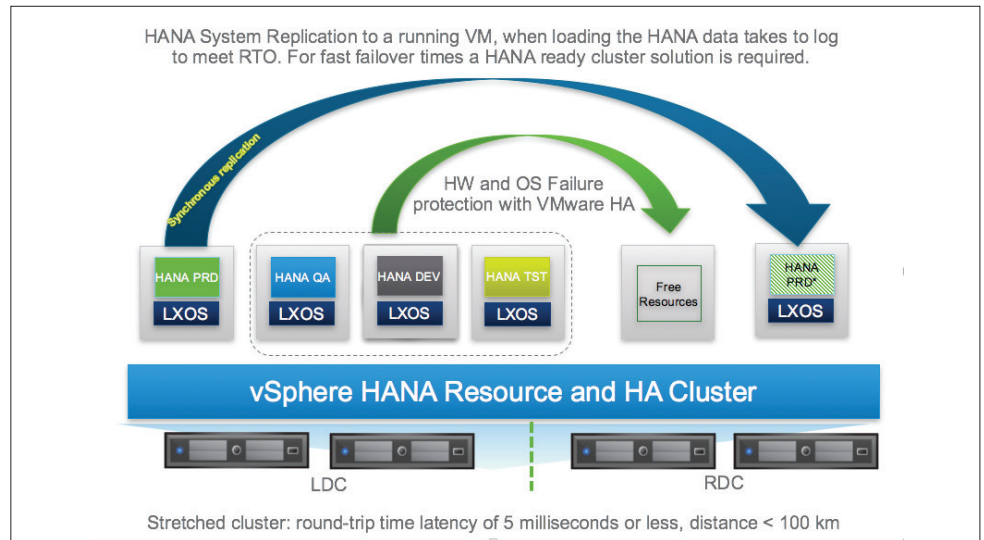 HANA System Replication to a running VM, when loading the HANA data takes to log
to meet RTO. For fast failover times a HANA ready cluster solution is required.
Synchronous replication
HW and OS Failure
protection with VMware HA
HANA PRD
LXOS
HANA QA
LXOS
HANA DEV
LXOS
HANA TST
LXOS
Free
Resources
HANA
PRD*
LXOS
vSphere HANA Resource and HA Cluster
LDC
RDC
Stretched cluster: round-trip time latency of 5 milliseconds or less, distance < 100 km